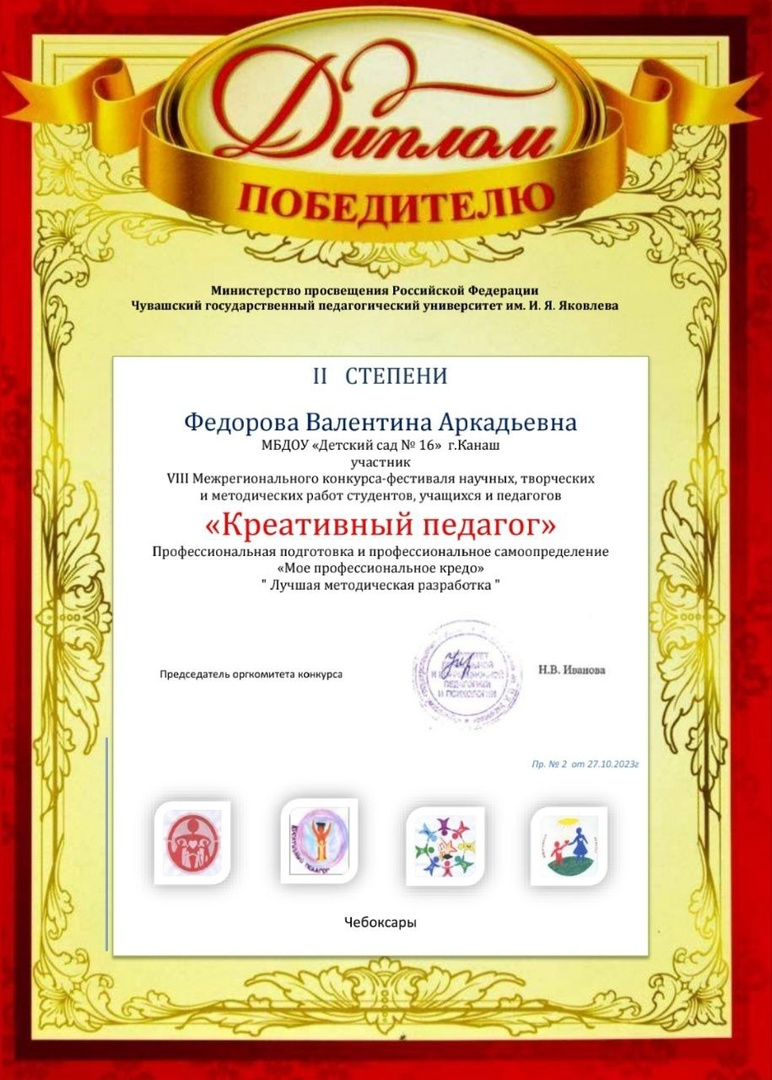 Диплом
ПОБЕДИТЕЛЮ
Министерство просвещения Российской Федерации
Чувашский государственный педагогический университет им. И. Я. Яковлева
II СТЕПЕНИ
Федорова Валентина Аркадьевна
МБДОУ «Детский сад № 16» г.Канаш
участник
VIII Межрегионального конкурса-фестиваля научных, творческих
и методических работ студентов, учащихся и педагогов
«Креативный педагог»
Профессиональная подготовка и профессиональное самоопределение
«Мое профессиональное кредо»
" Лучшая методическая разработка "
Председатель оргкомитета конкурса
ПЕДАГОГИКИ
И ПСИХОЛОГИИ
Н.В. Иванова
Пр. № 2 от 27.10.2023г
Чебоксары